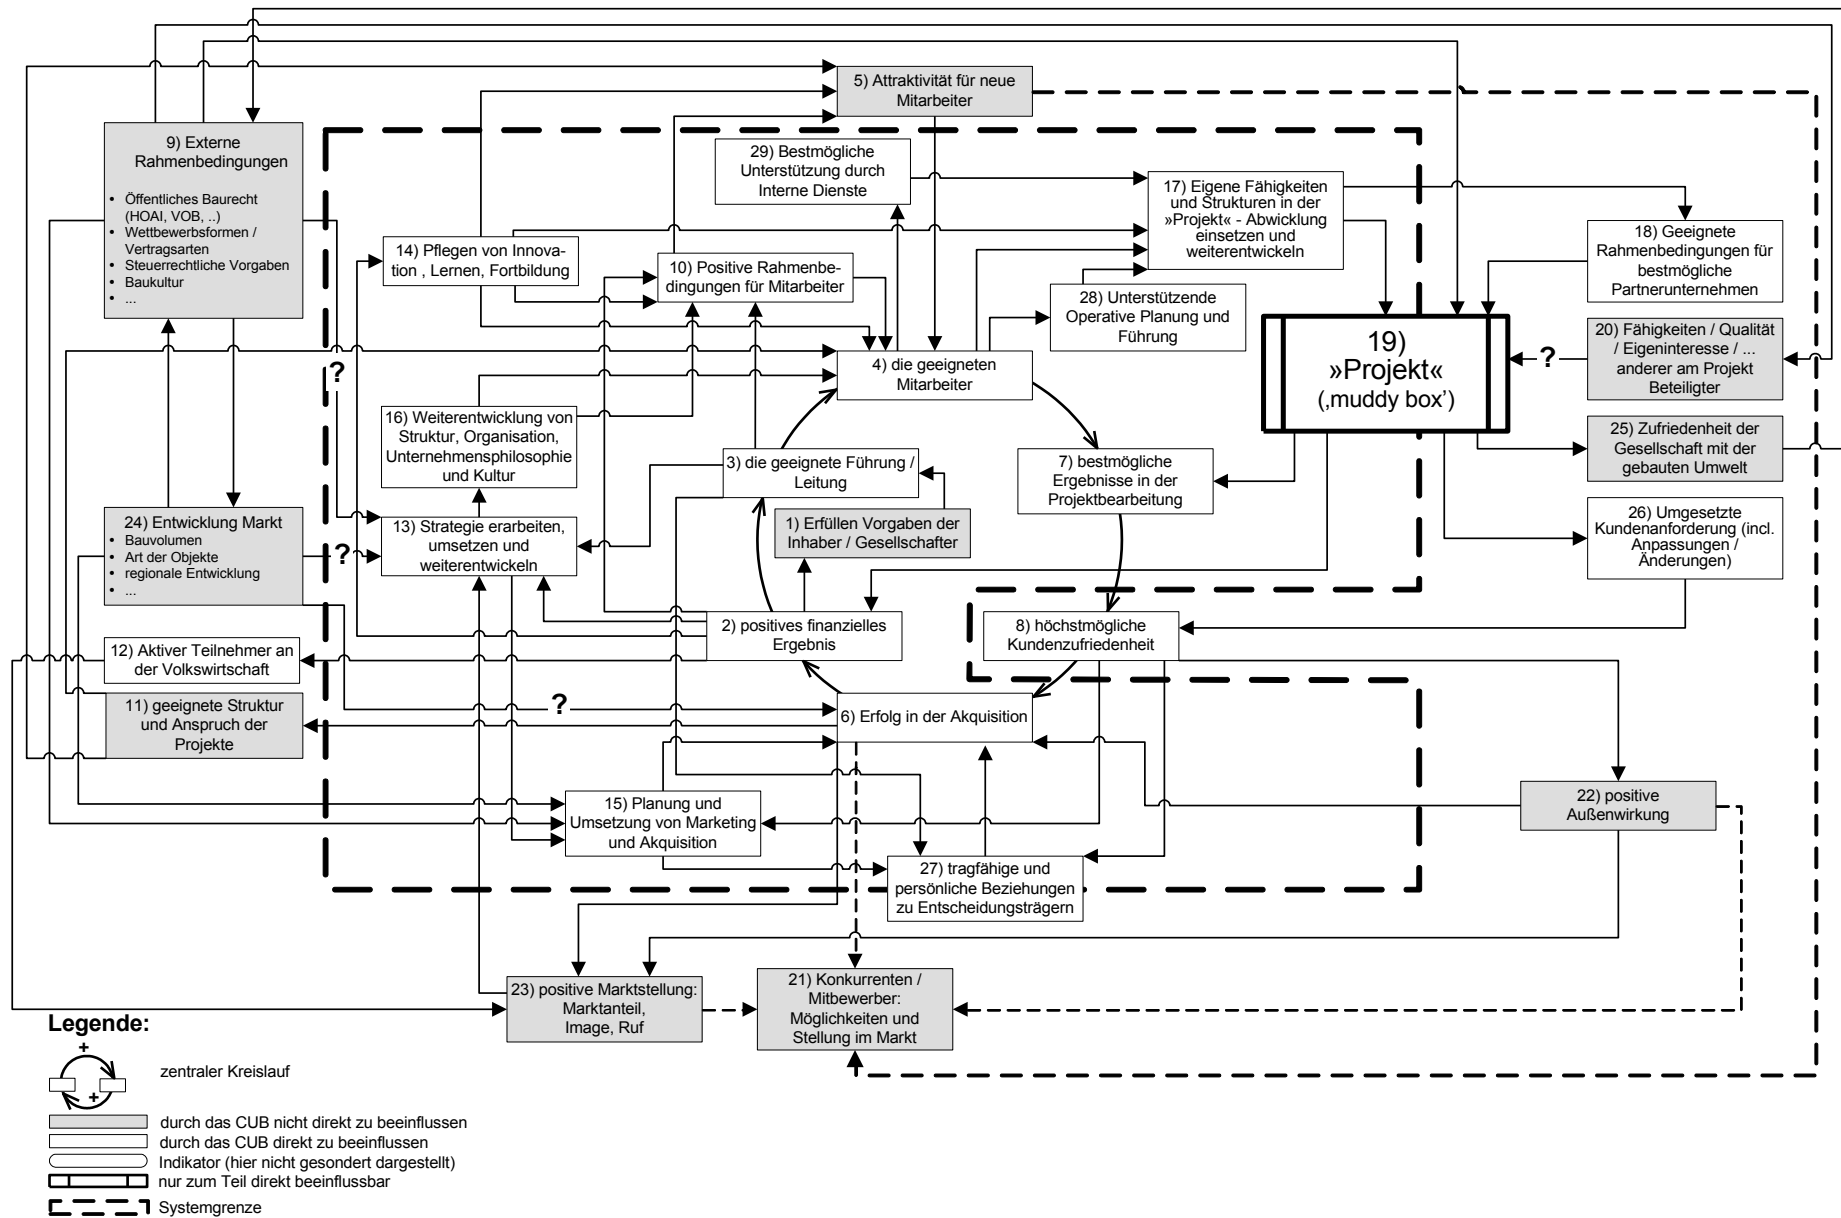 5) Attraktivität für neue
Mitarbeiter
9) Externe
Rahmenbedingungen
• Öffentliches Baurecht
(HOAI, VOB, ..)
• Wettbewerbsformen /
Vertragsarten
• Steuerrechtliche Vorgaben
• Baukultur
• ...
29) Bestmögliche
Unterstützung durch
Interne Dienste
17) Eigene Fähigkeiten
und Strukturen in der
»Projekt« - Abwicklung
einsetzen und
weiterentwickeln
14) Pflegen von Innova-
tion , Lernen, Fortbildung
10) Positive Rahmenbe-
dingungen für Mitarbeiter
18) Geeignete
Rahmenbedingungen für
bestmögliche
Partnerunternehmen
28) Unterstützende
Operative Planung und
Führung
19)
»Projekt«
(‚muddy box’)
?
20) Fähigkeiten / Qualität
/ Eigeninteresse / ...
anderer am Projekt
Beteiligter
?
4) die geeigneten
Mitarbeiter
16) Weiterentwicklung von
Struktur, Organisation,
Unternehmensphilosophie
und Kultur
3) die geeignete Führung /
Leitung
7) bestmögliche
Ergebnisse in der
Projektbearbeitung
25) Zufriedenheit der
Gesellschaft mit der
gebauten Umwelt
24) Entwicklung Markt
• Bauvolumen
• Art der Objekte
• regionale Entwicklung
• ...
?
13) Strategie erarbeiten,
umsetzen und
weiterentwickeln
1) Erfüllen Vorgaben der
Inhaber / Gesellschafter
26) Umgesetzte
Kundenanforderung (incl.
Anpassungen /
Änderungen)
2) positives finanzielles
Ergebnis
8) höchstmögliche
Kundenzufriedenheit
12) Aktiver Teilnehmer an
der Volkswirtschaft
11) geeignete Struktur
und Anspruch der
Projekte
?
6) Erfolg in der Akquisition
15) Planung und
Umsetzung von Marketing
und Akquisition
22) positive
Außenwirkung
27) tragfähige und
persönliche Beziehungen
zu Entscheidungsträgern
23) positive Marktstellung:
Marktanteil,
Image, Ruf
21) Konkurrenten /
Mitbewerber:
Möglichkeiten und
Stellung im Markt
Legende:
+
+
zentraler Kreislauf
durch das CUB nicht direkt zu beeinflussen
durch das CUB direkt zu beeinflussen
Indikator (hier nicht gesondert dargestellt)
nur zum Teil direkt beeinflussbar
Systemgrenze